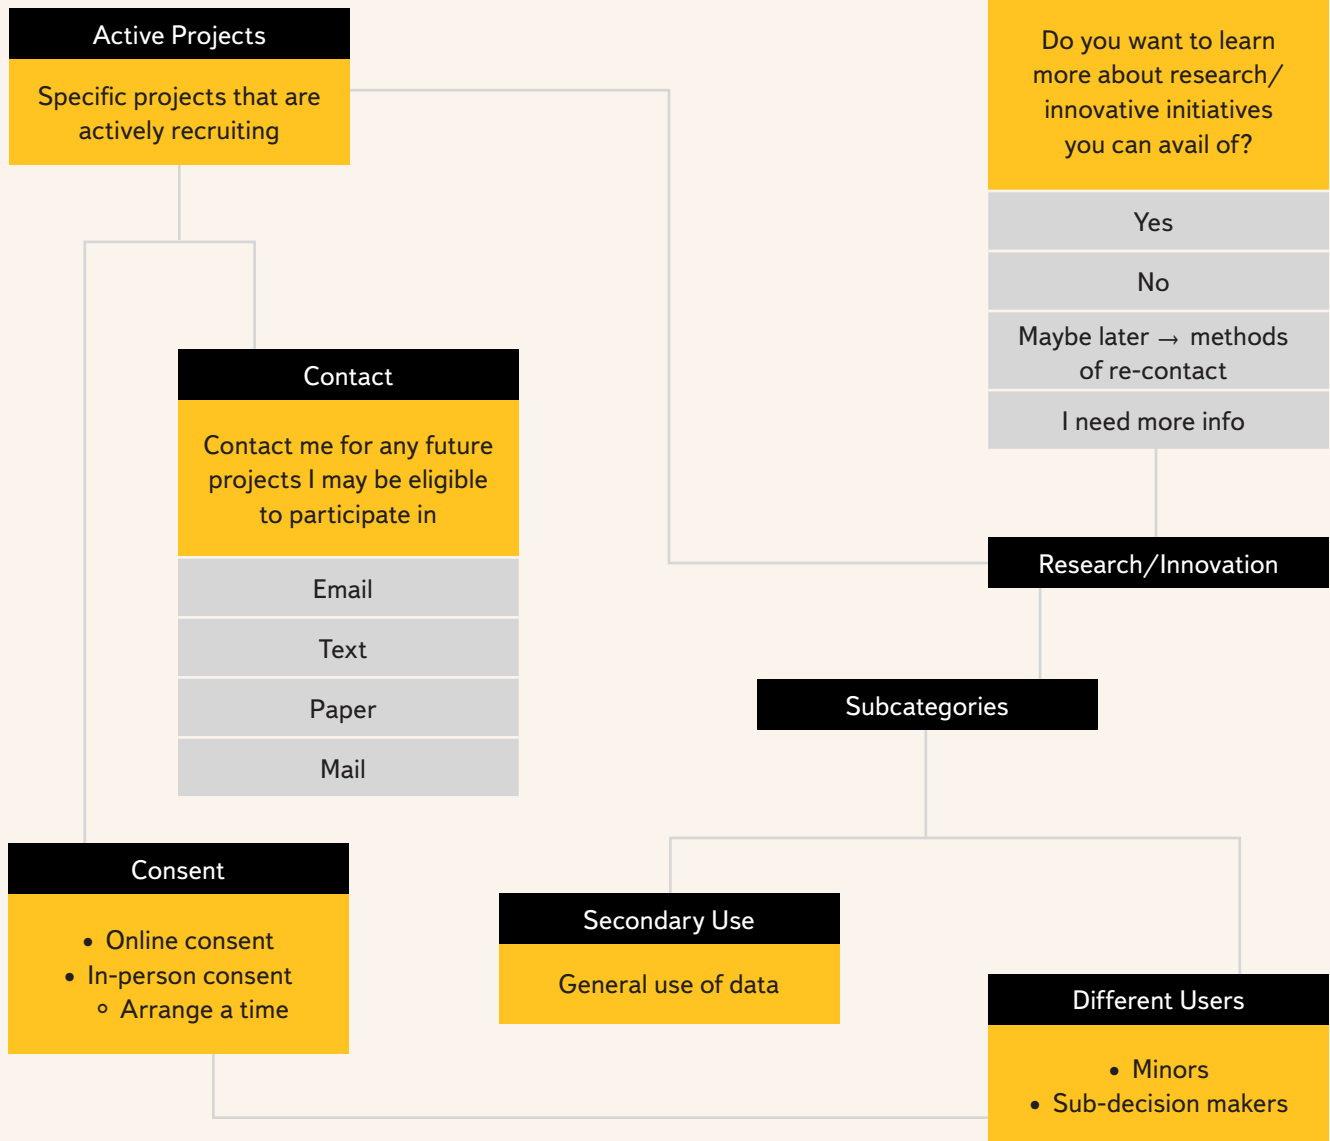 Active Projects
Specific projects that are
actively recruiting
Do you want to learn
more about research/
innovative initiatives
you can avail of?
Yes
No
Maybe later → methods
of re-contact
I need more info
Contact
Contact me for any future
projects I may be eligible
to participate in
Email
Text
Paper
Mail
Research/Innovation
Subcategories
Consent
• Online consent
• In-person consent
◦ Arrange a time
Secondary Use
General use of data
Different Users
• Minors
• Sub-decision makers